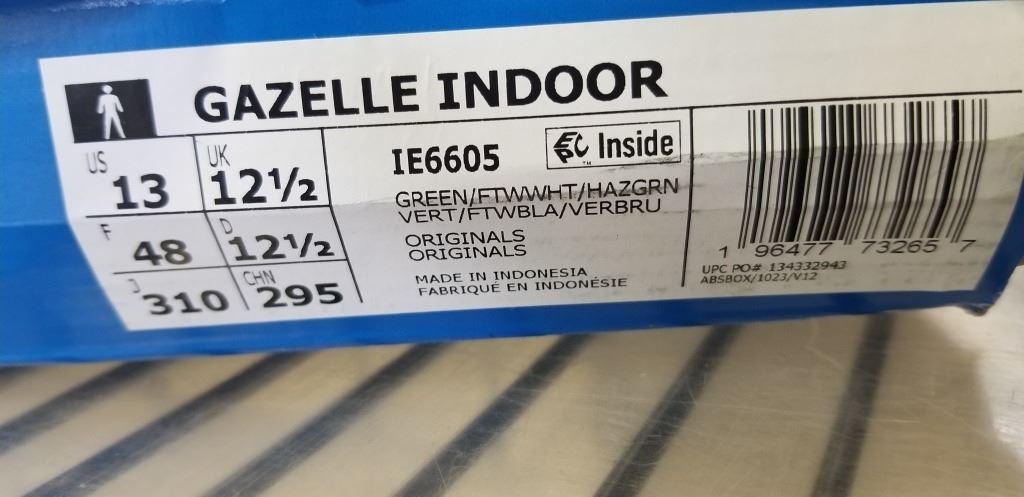 GAZELLE INDOOR
US 13
UK 12½
F 48
D 12½
J 310
CHN 295
IE6605
EPC™ Inside
GREEN/FTWWHT/HAZGRN
VERT/FTWBLA/VERBRU
ORIGINALS
ORIGINALS
MADE IN INDONESIA
FABRIQUÉ EN INDONÉSIE
1 96477 73265 7
UPC PO# 134332943
ABSBOX/1023/V12